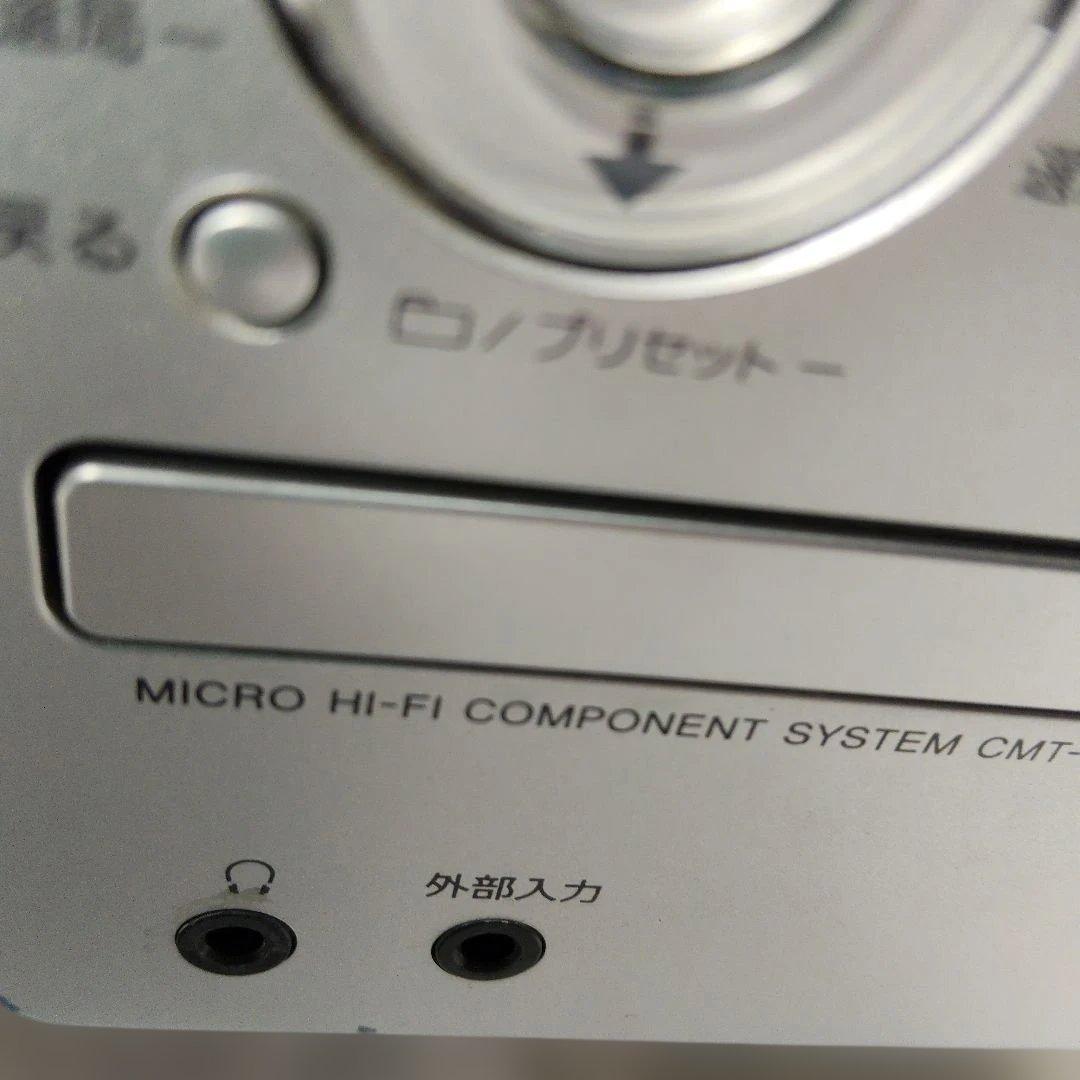 戻る
/プリセット −
MICRO HI-FI COMPONENT SYSTEM CMT-
外部入力